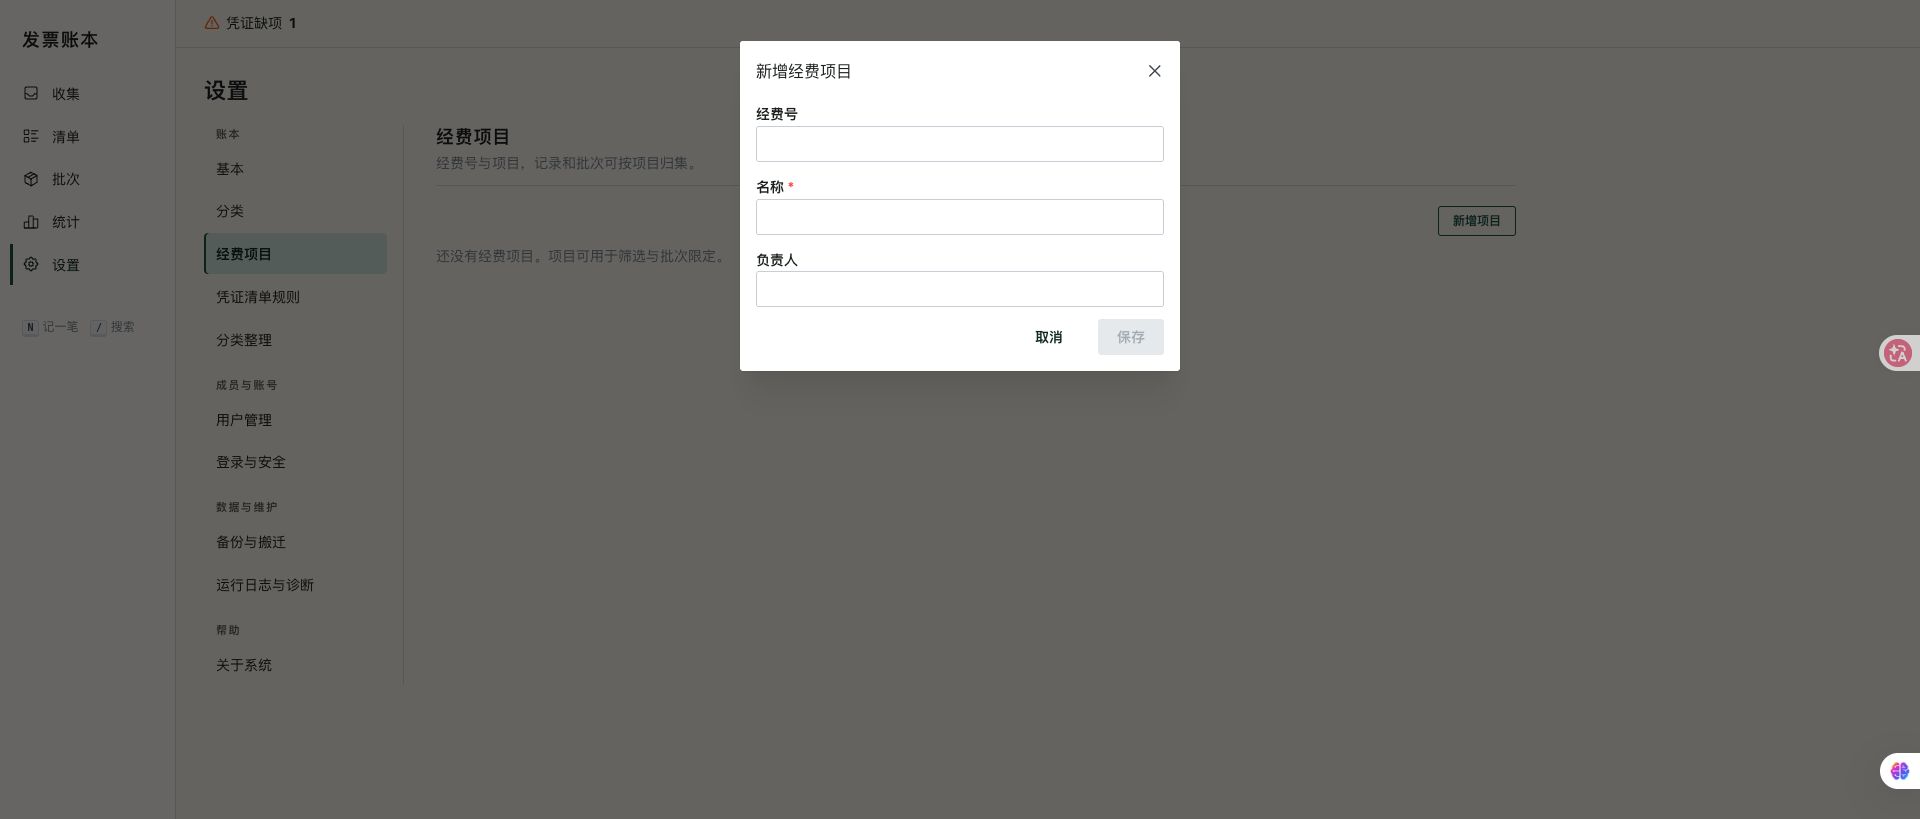 发票账本
收集
清单
批次
统计
设置
N 记一笔 / 搜索
凭证缺项 1
设置
账本
基本
分类
经费项目
凭证清单规则
分类整理
成员与账号
用户管理
登录与安全
数据与维护
备份与搬迁
运行日志与诊断
帮助
关于系统
经费项目
经费号与项目，记录和批次可按项目归集。
新增项目
还没有经费项目。项目可用于筛选与批次限定。
新增经费项目
经费号
名称 *
负责人
取消
保存